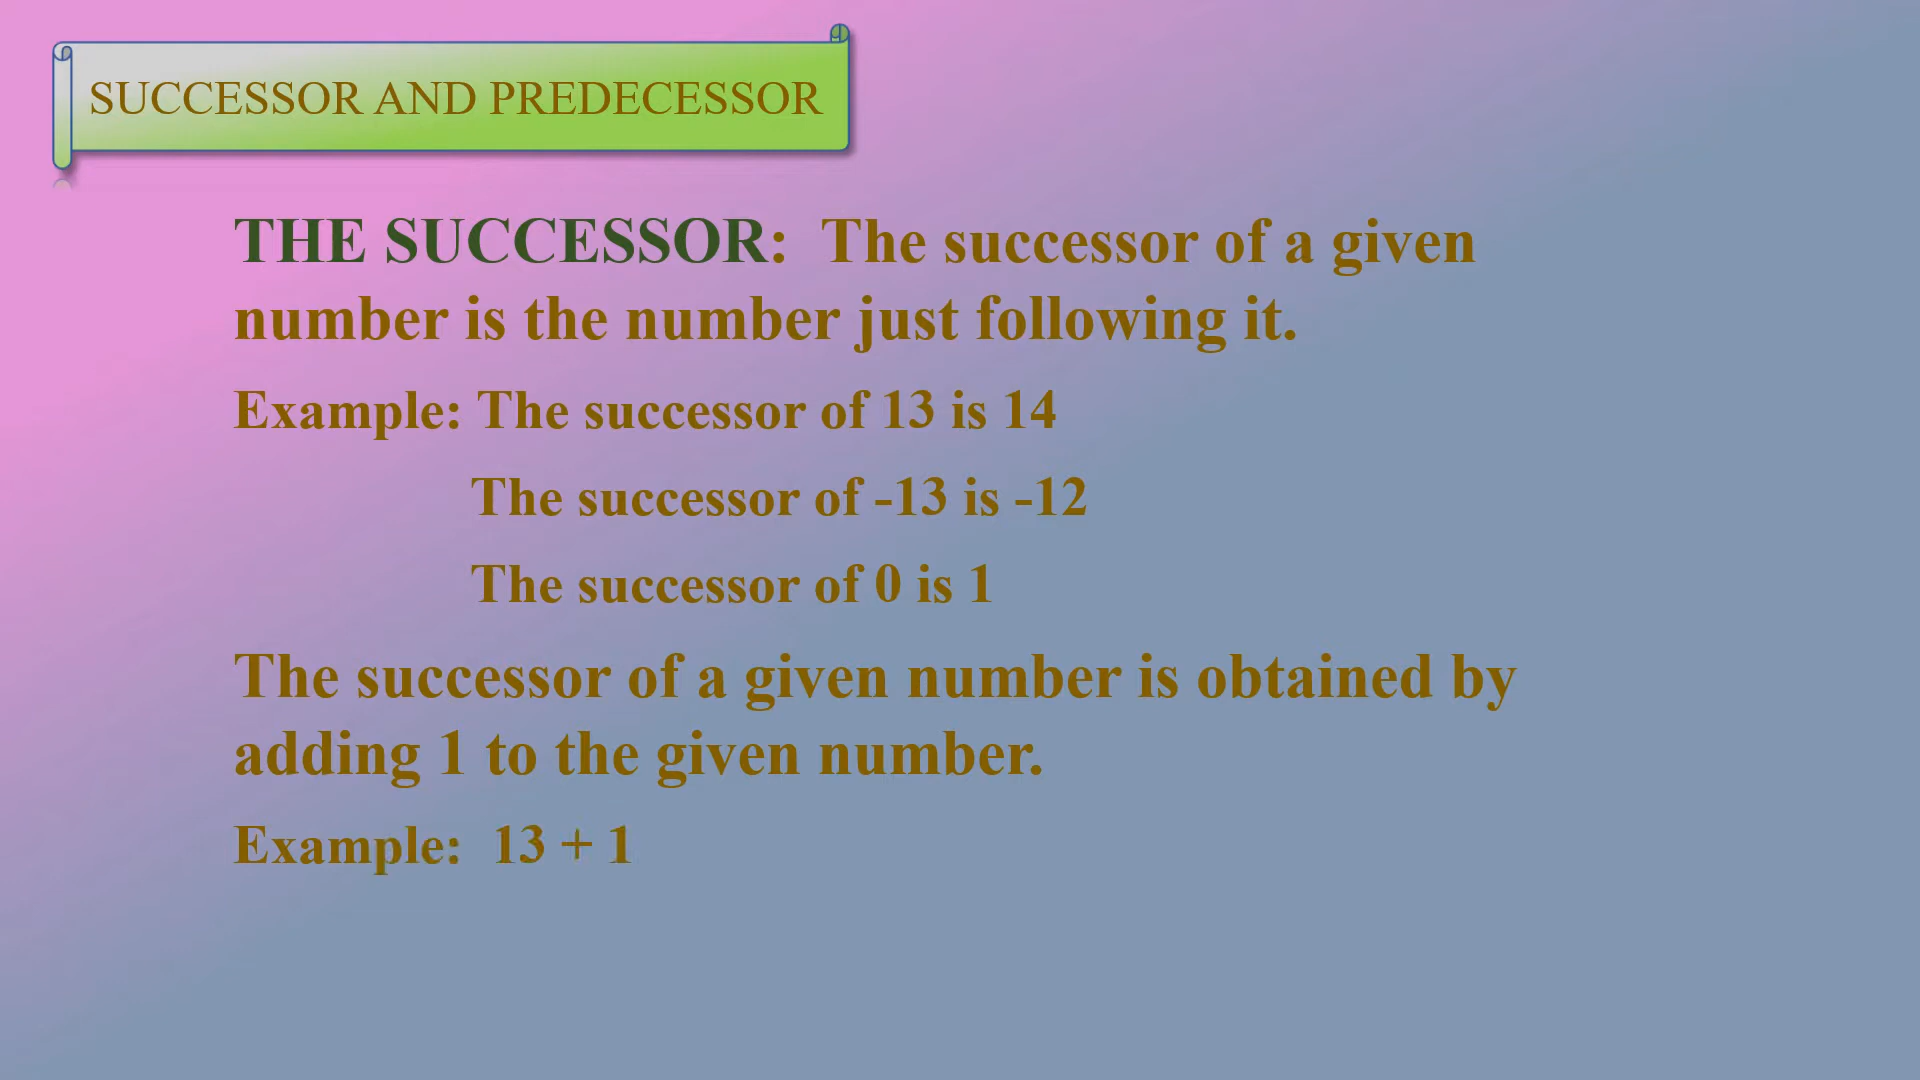 SUCCESSOR AND PREDECESSOR
THE SUCCESSOR: The successor of a given
number is the number just following it.
Example: The successor of 13 is 14
The successor of -13 is -12
The successor of 0 is 1
The successor of a given number is obtained by
adding 1 to the given number.
Example: 13 + 1